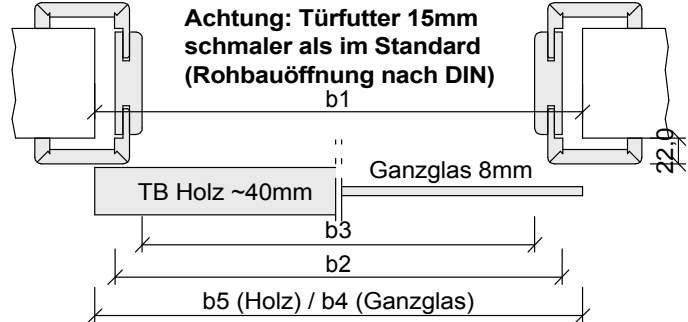 Achtung: Türfutter 15mm
schmaler als im Standard
(Rohbauöffnung nach DIN)
b1
22,0
Ganzglas 8mm
TB Holz ~40mm
b3
b2
b5 (Holz) / b4 (Ganzglas)